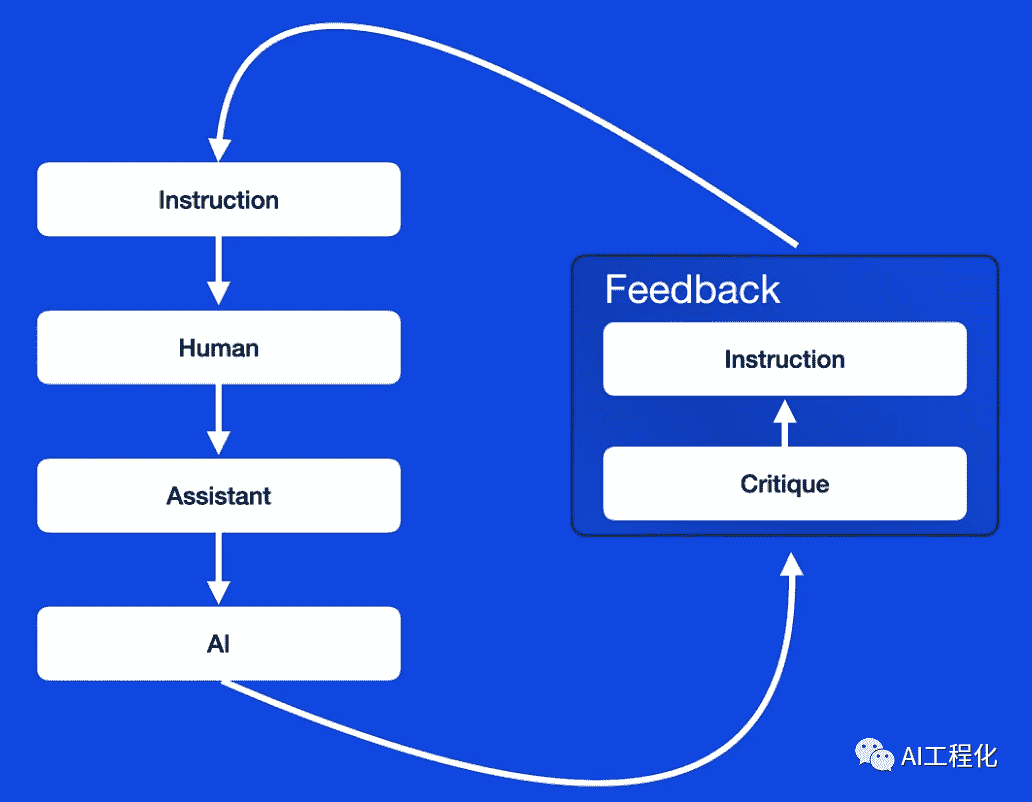 Instruction
Human
Assistant
AI
Feedback
Instruction
Critique
AI工程化